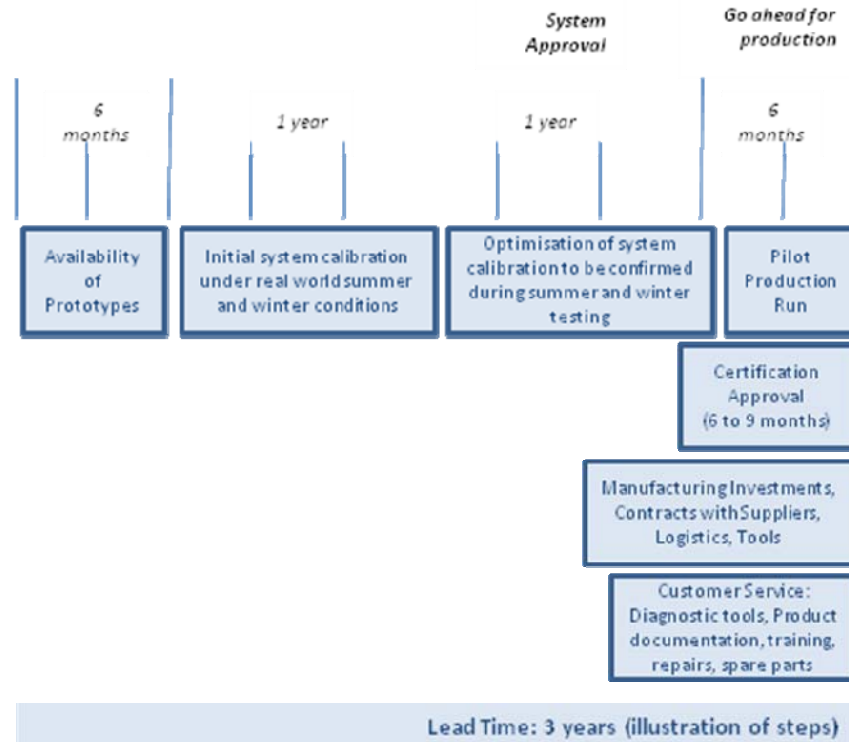 System
Approval
Go ahead for
production
6
months
1 year
1 year
6
months
Availability
of
Prototypes
Initial system calibration
under real world summer
and winter conditions
Optimisation of system
calibration to be confirmed
during summer and winter
testing
Pilot
Production
Run
Certification
Approval
(6 to 9 months)
Manufacturing Investments,
Contracts with Suppliers,
Logistics, Tools
Customer Service:
Diagnostic tools, Product
documentation, training,
repairs, spare parts
Lead Time: 3 years (illustration of steps)